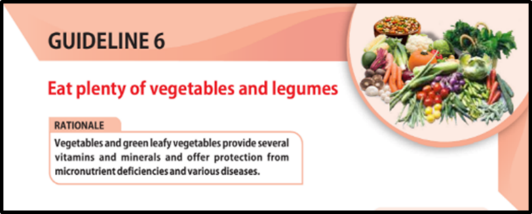 GUIDELINE 6
Eat plenty of vegetables and legumes
RATIONALE
Vegetables and green leafy vegetables provide several
vitamins and minerals and offer protection from
micronutrient deficiencies and various diseases.